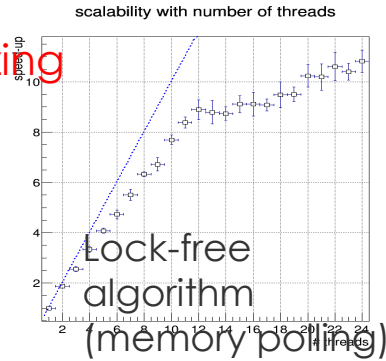 scalability with number of threads
ing
speed-up
10
8
6
4
2
Lock-free
algorithm
(memory polling)
2 4 6 8 10 12 14 16 18 20 22 24
# threads